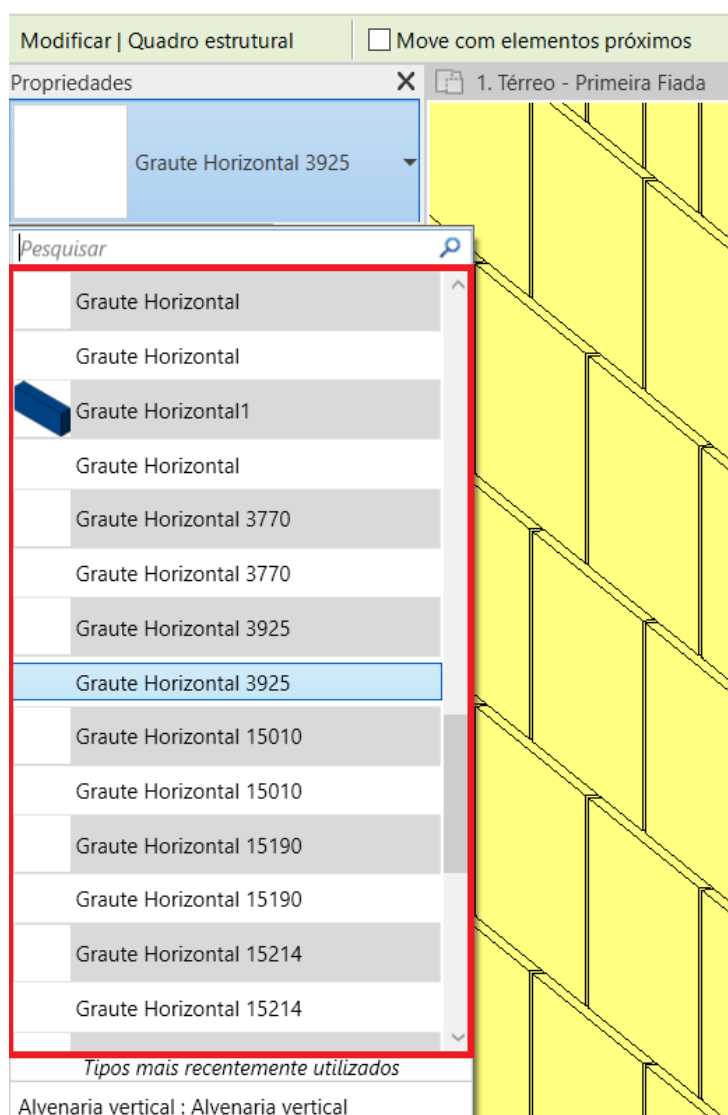 Modificar | Quadro estrutural Move com elementos próximos
Propriedades X 1. Térreo - Primeira Fiada
Graute Horizontal 3925
Pesquisar
Graute Horizontal
Graute Horizontal
Graute Horizontal1
Graute Horizontal
Graute Horizontal 3770
Graute Horizontal 3770
Graute Horizontal 3925
Graute Horizontal 3925
Graute Horizontal 15010
Graute Horizontal 15010
Graute Horizontal 15190
Graute Horizontal 15190
Graute Horizontal 15214
Graute Horizontal 15214
Tipos mais recentemente utilizados
Alvenaria vertical : Alvenaria vertical